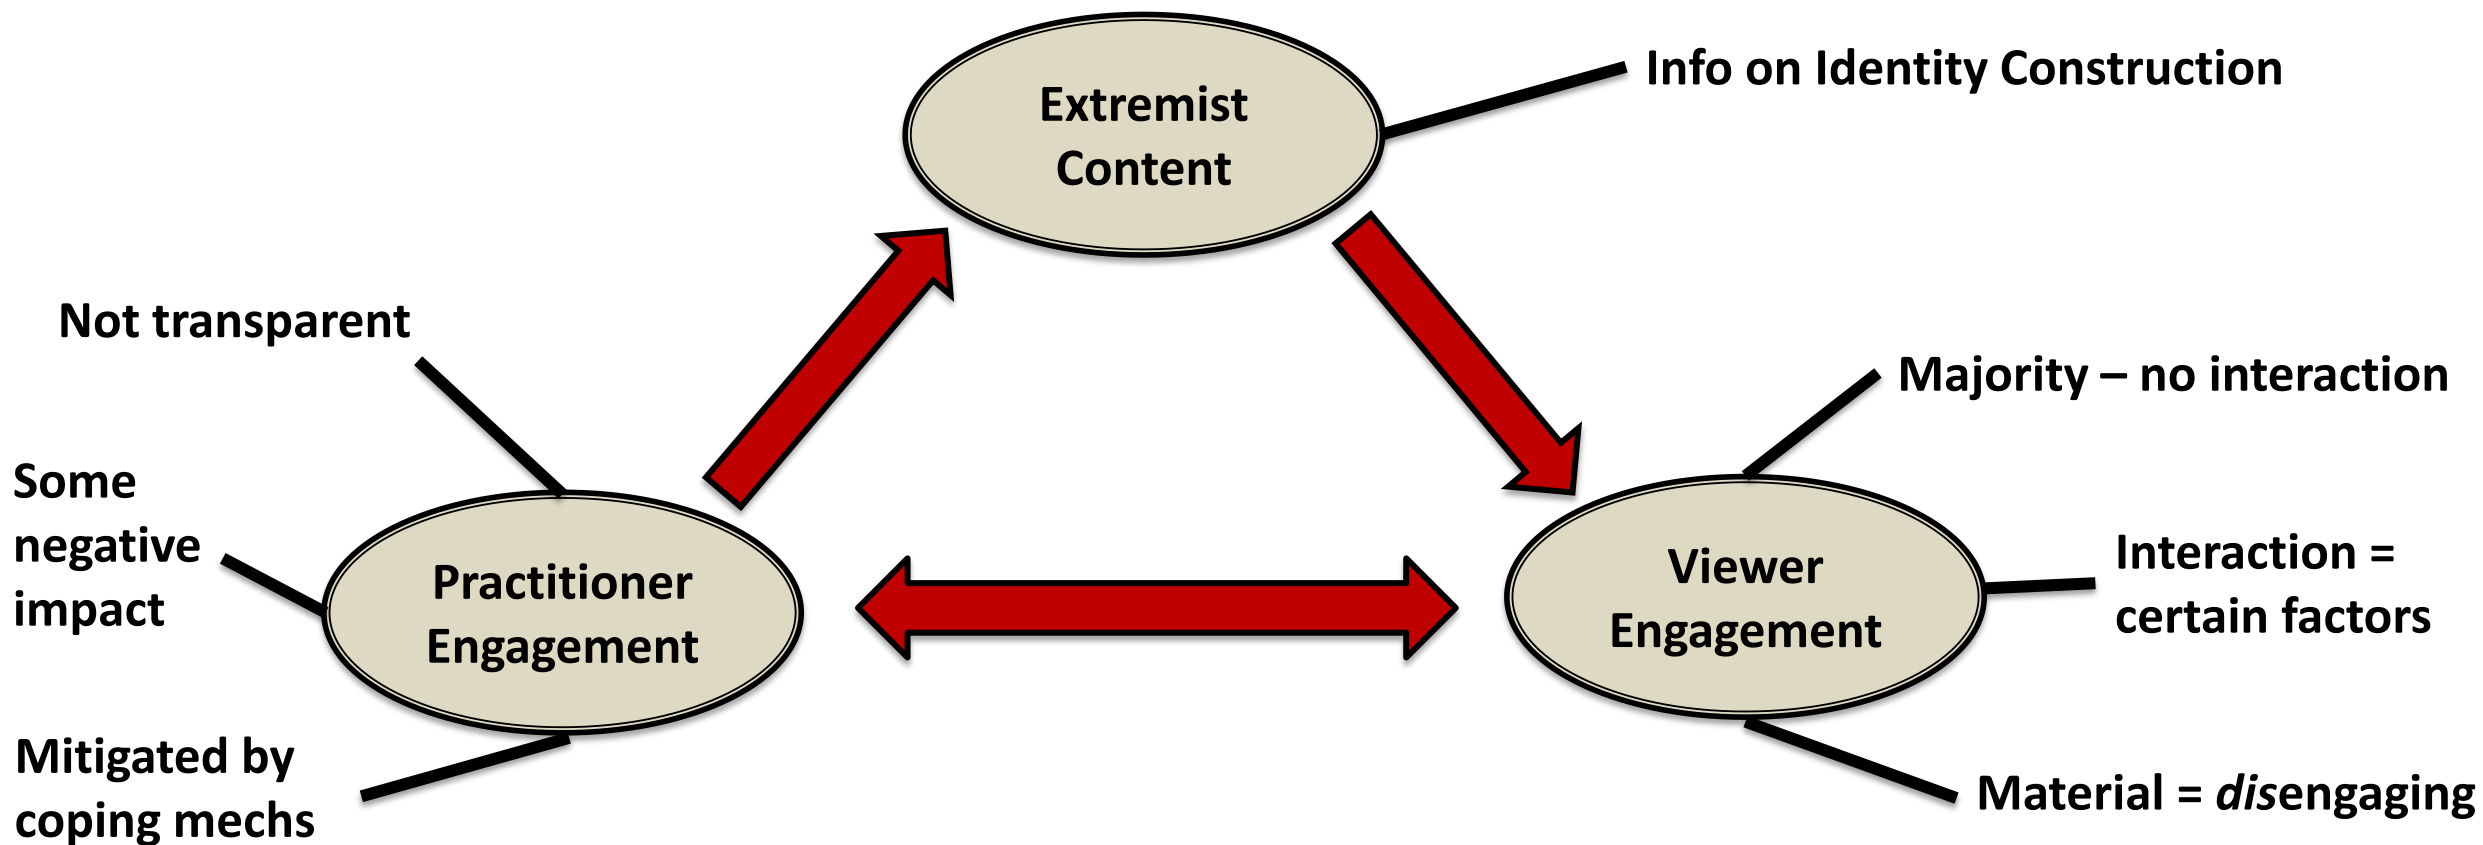 Extremist
Content
Info on Identity Construction
Not transparent
Majority – no interaction
Some
negative
impact
Practitioner
Engagement
Viewer
Engagement
Interaction =
certain factors
Mitigated by
coping mechs
Material = disengaging